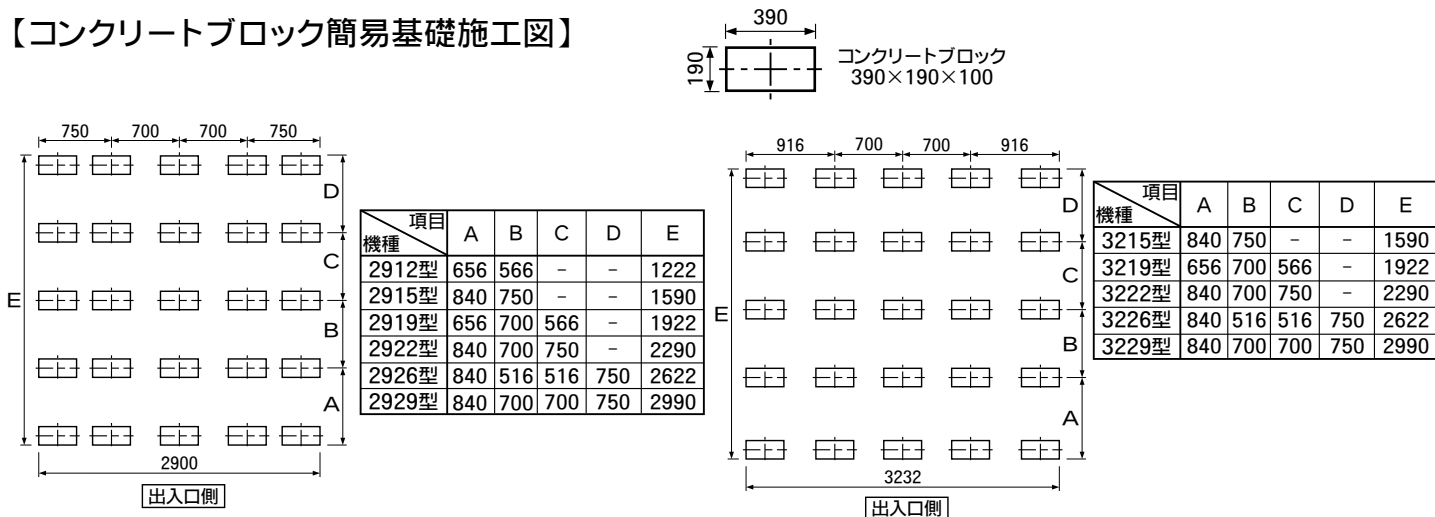 【コンクリートブロック簡易基礎施工図】
390
190
コンクリートブロック
390×190×100
750 700 700 750
E
D
C
B
A
2900
出入口側
項目 機種 A B C D E
2912型 656 566 - - 1222
2915型 840 750 - - 1590
2919型 656 700 566 - 1922
2922型 840 700 750 - 2290
2926型 840 516 516 750 2622
2929型 840 700 700 750 2990
916 700 700 916
E
D
C
B
A
3232
出入口側
項目 機種 A B C D E
3215型 840 750 - - 1590
3219型 656 700 566 - 1922
3222型 840 700 750 - 2290
3226型 840 516 516 750 2622
3229型 840 700 700 750 2990